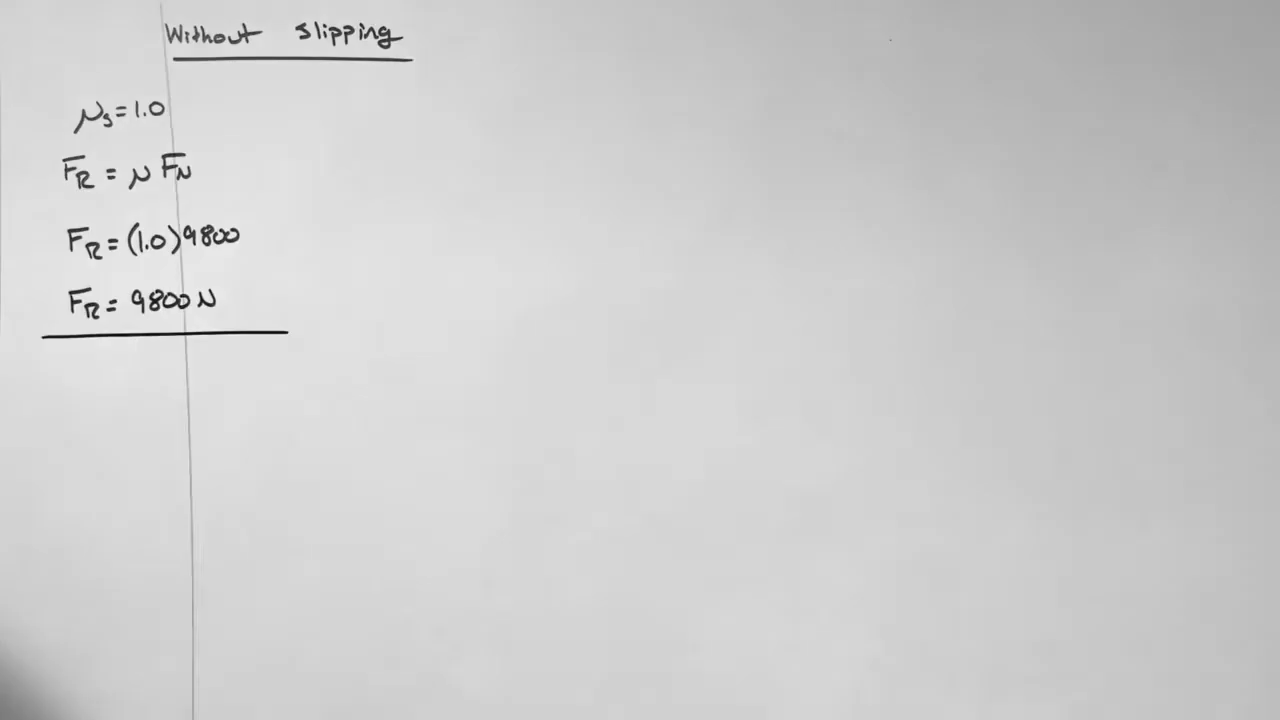 Without slipping
μs = 1.0
FR = μ FN
FR = (1.0) 9800
FR = 9800 N